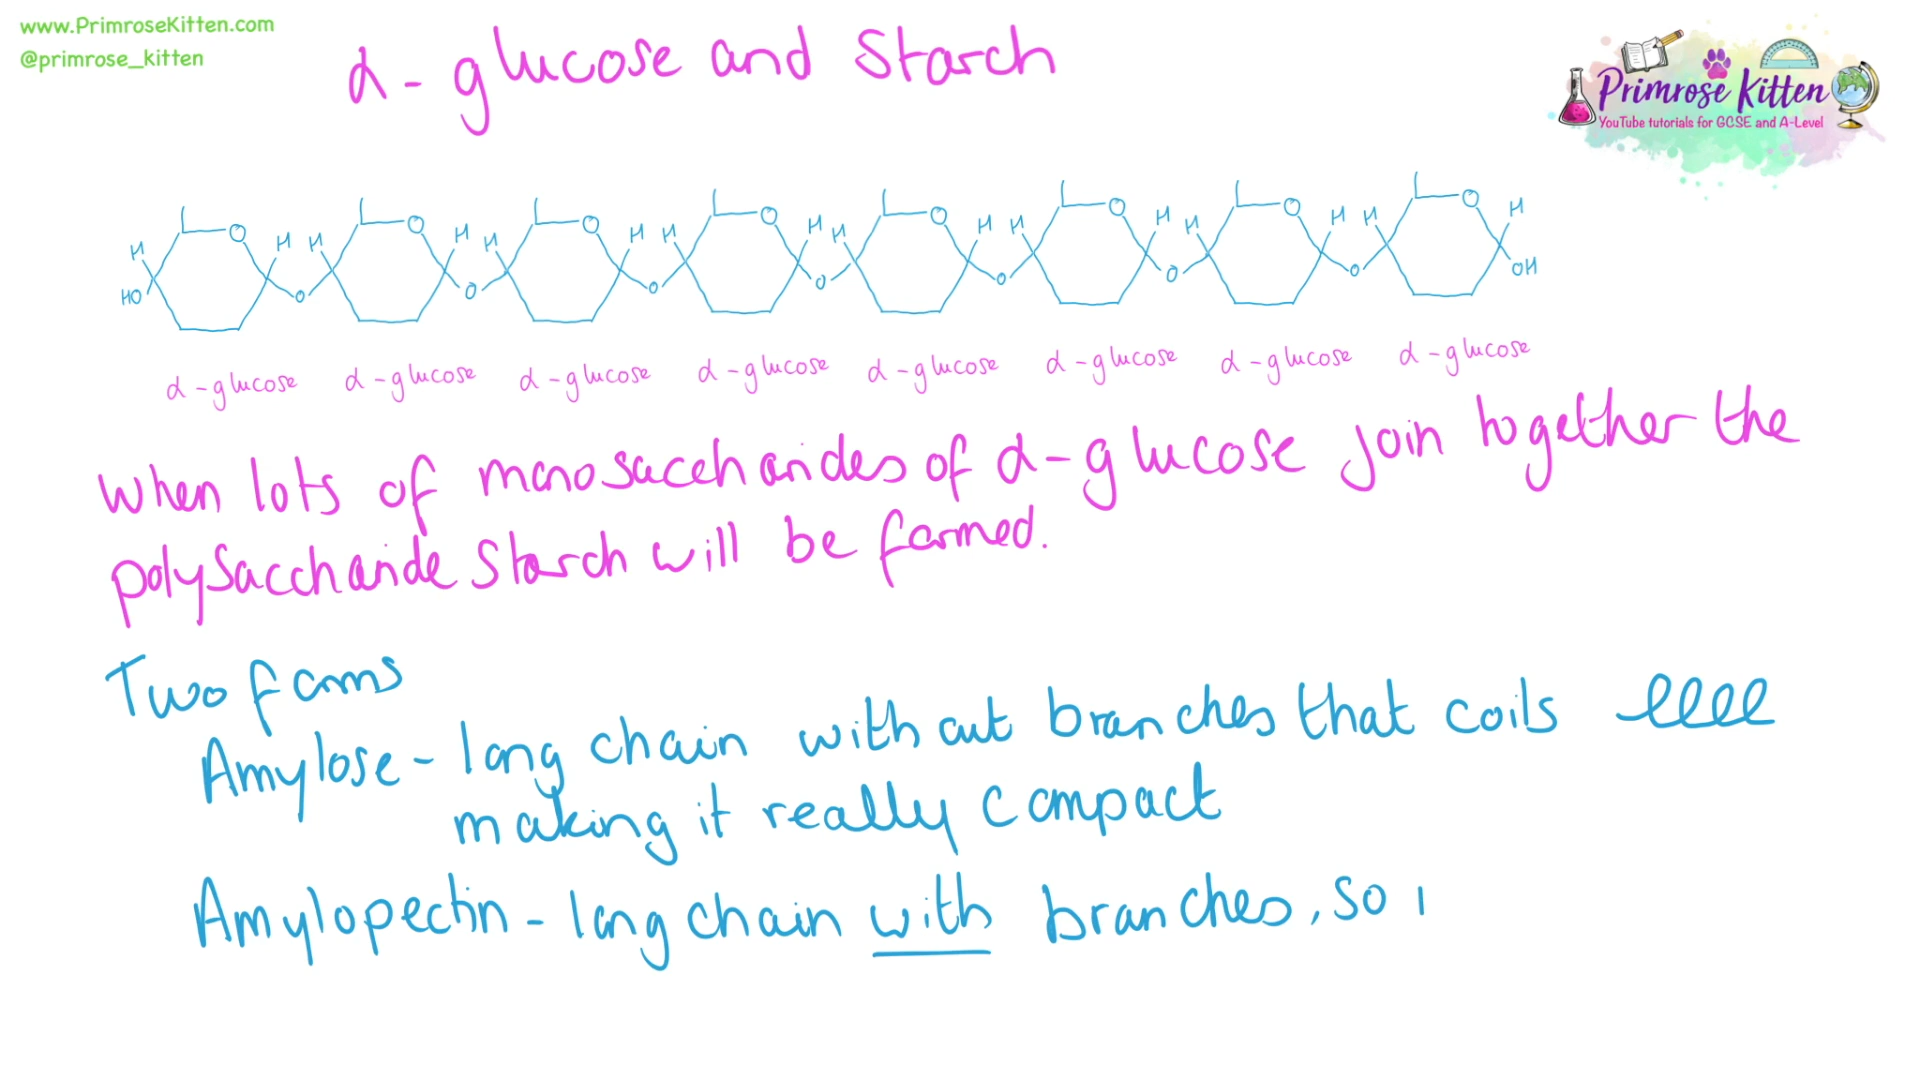 www.PrimroseKitten.com
@primrose_kitten
α - glucose and starch
Primrose Kitten
YouTube tutorials for GCSE and A-Level
H O H H O H H O H H O H H O H H O H H O H H O H
HO O O O O O O O OH
α - glucose α - glucose α - glucose α - glucose α - glucose α - glucose α - glucose α - glucose
When lots of monosaccharides of α - glucose join together the
polysaccharide starch will be formed.
Two forms
Amylose - long chain without branches that coils
making it really compact
Amylopectin - long chain with branches, so